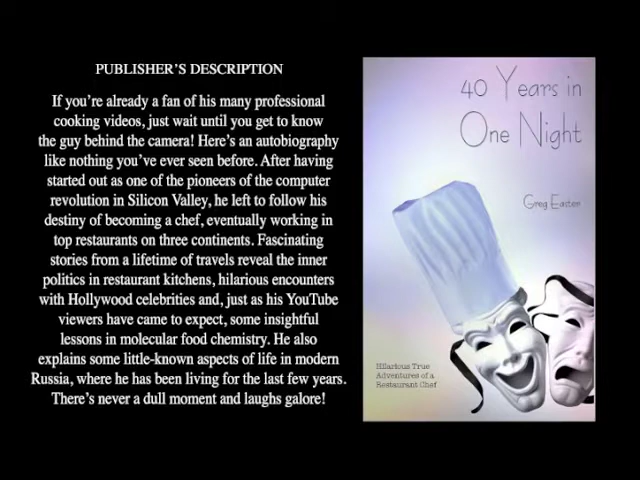 PUBLISHER'S DESCRIPTION
If you're already a fan of his many professional
cooking videos, just wait until you get to know
the guy behind the camera! Here's an autobiography
like nothing you've ever seen before. After having
started out as one of the pioneers of the computer
revolution in Silicon Valley, he left to follow his
destiny of becoming a chef, eventually working in
top restaurants on three continents. Fascinating
stories from a lifetime of travels reveal the inner
politics in restaurant kitchens, hilarious encounters
with Hollywood celebrities and, just as his YouTube
viewers have come to expect, some insightful
lessons in molecular food chemistry. He also
explains some little-known aspects of life in modern
Russia, where he has been living for the last few years.
There's never a dull moment and laughs galore!
40 Years in
One Night
Greg Easter
Hilarious True
Adventures of a
Restaurant Chef